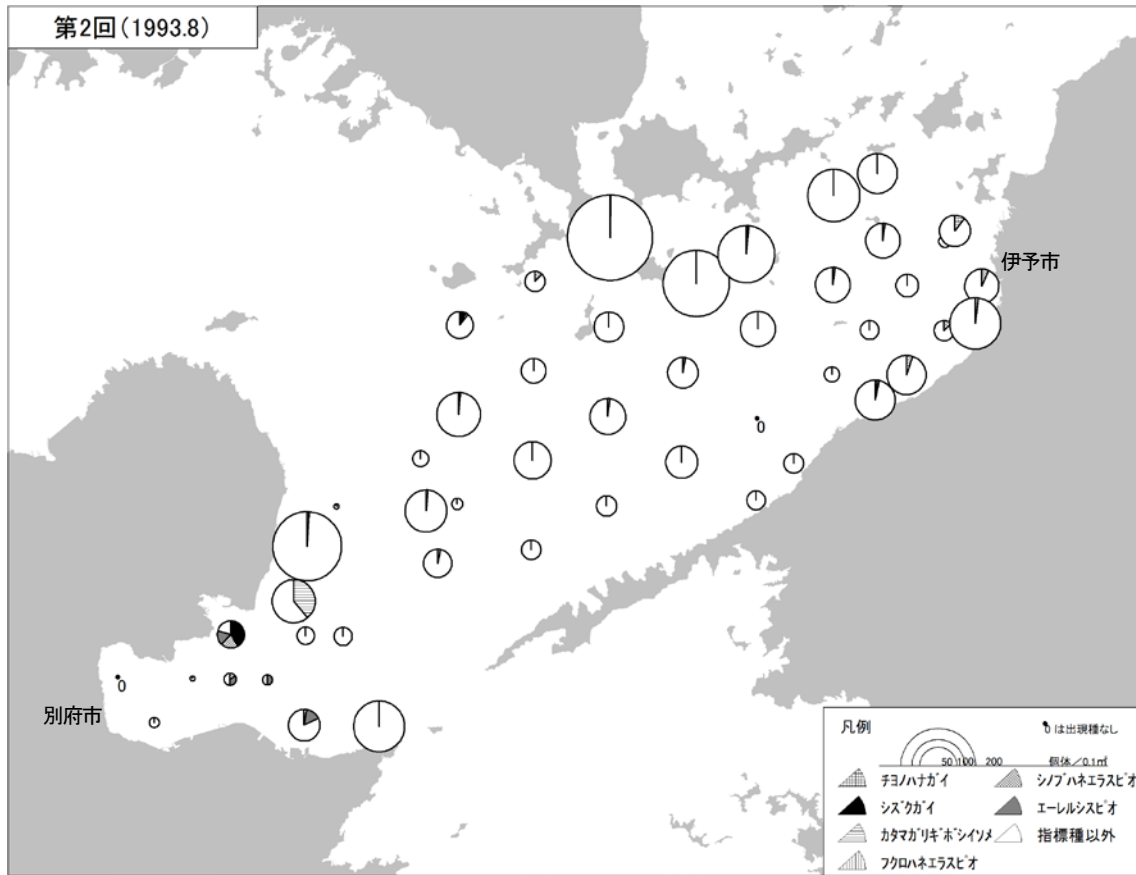 第2回(1993.8)
伊予市
0
0
別府市
凡例
0 は出現種なし
50 100 200 個体/0.1㎡
チヨノハナガイ シノブハネエラスピオ
シズクガイ エーレルシスピオ
カタマガリギボシイソメ 指標種以外
フクロハネエラスピオ